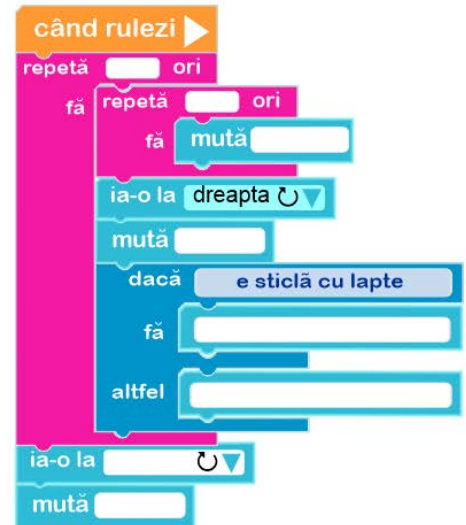 când rulezi
repetă ori
fă repetă ori
fă mută
ia-o la dreapta
mută
dacă e sticlã cu lapte
fă
altfel
ia-o la
mută